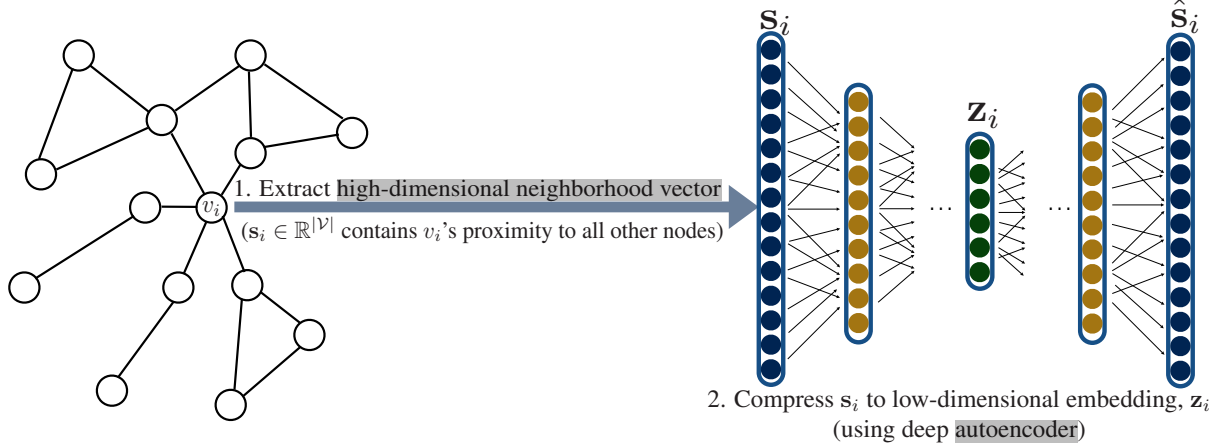 1. Extract high-dimensional neighborhood vector
v_i
(s_i ∈ ℝ^|𝒱| contains v_i's proximity to all other nodes)
s_i
z_i
ŝ_i
...
...
2. Compress s_i to low-dimensional embedding, z_i
(using deep autoencoder)